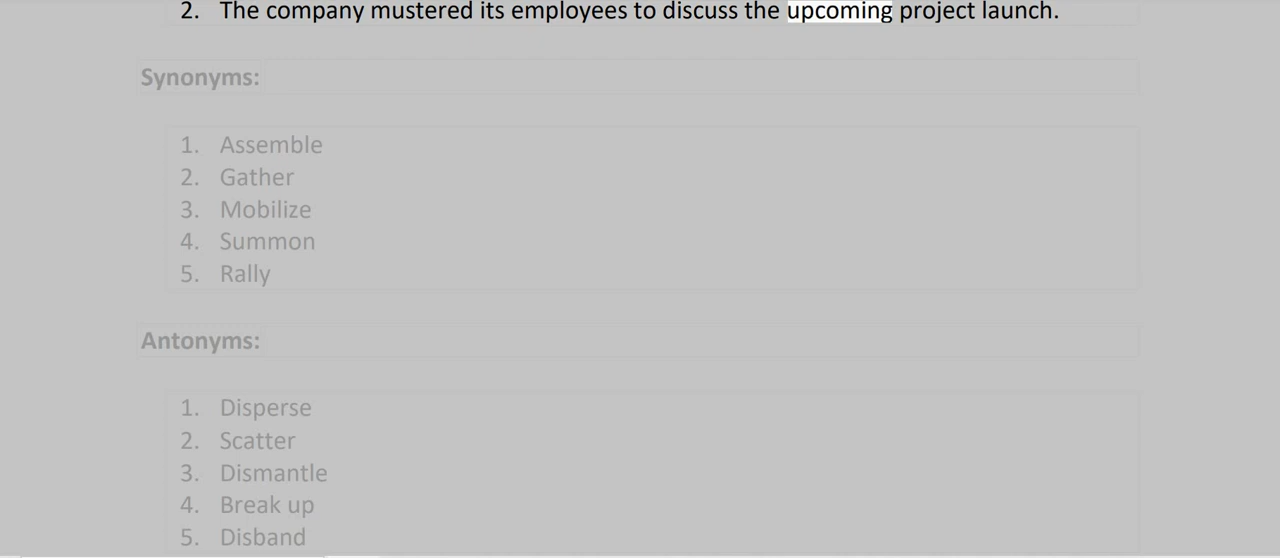 2. The company mustered its employees to discuss the upcoming project launch.
Synonyms:
1. Assemble
2. Gather
3. Mobilize
4. Summon
5. Rally
Antonyms:
1. Disperse
2. Scatter
3. Dismantle
4. Break up
5. Disband